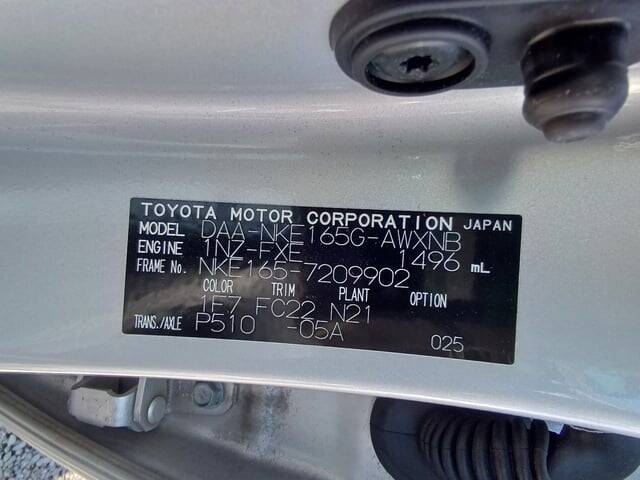 TOYOTA MOTOR CORPORATION JAPAN
MODEL DAA-NKE165G-AWXNB
ENGINE 1NZ-FXE 1496 mL
FRAME No. NKE165-7209902
COLOR TRIM PLANT OPTION
1F7 FC22 N21
TRANS./AXLE P510 -05A
025